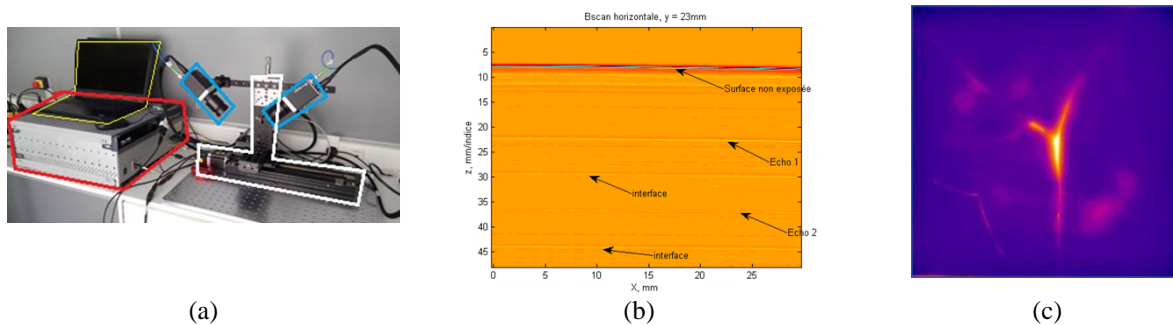 Bscan horizontale, y = 23mm
5
10
Surface non exposée
15
20
Echo 1
25
30
interface
35
40
Echo 2
45
interface
0
5
10
15
20
25
z, mm/indice
X, mm
(a)
(b)
(c)